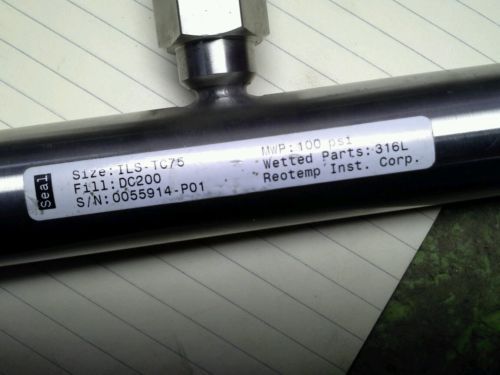 Seal
Size:ILS-TC75
Fill:DC200
S/N:0055914-P01
MWP:100 psi
Wetted Parts:316L
Reotemp Inst. Corp.